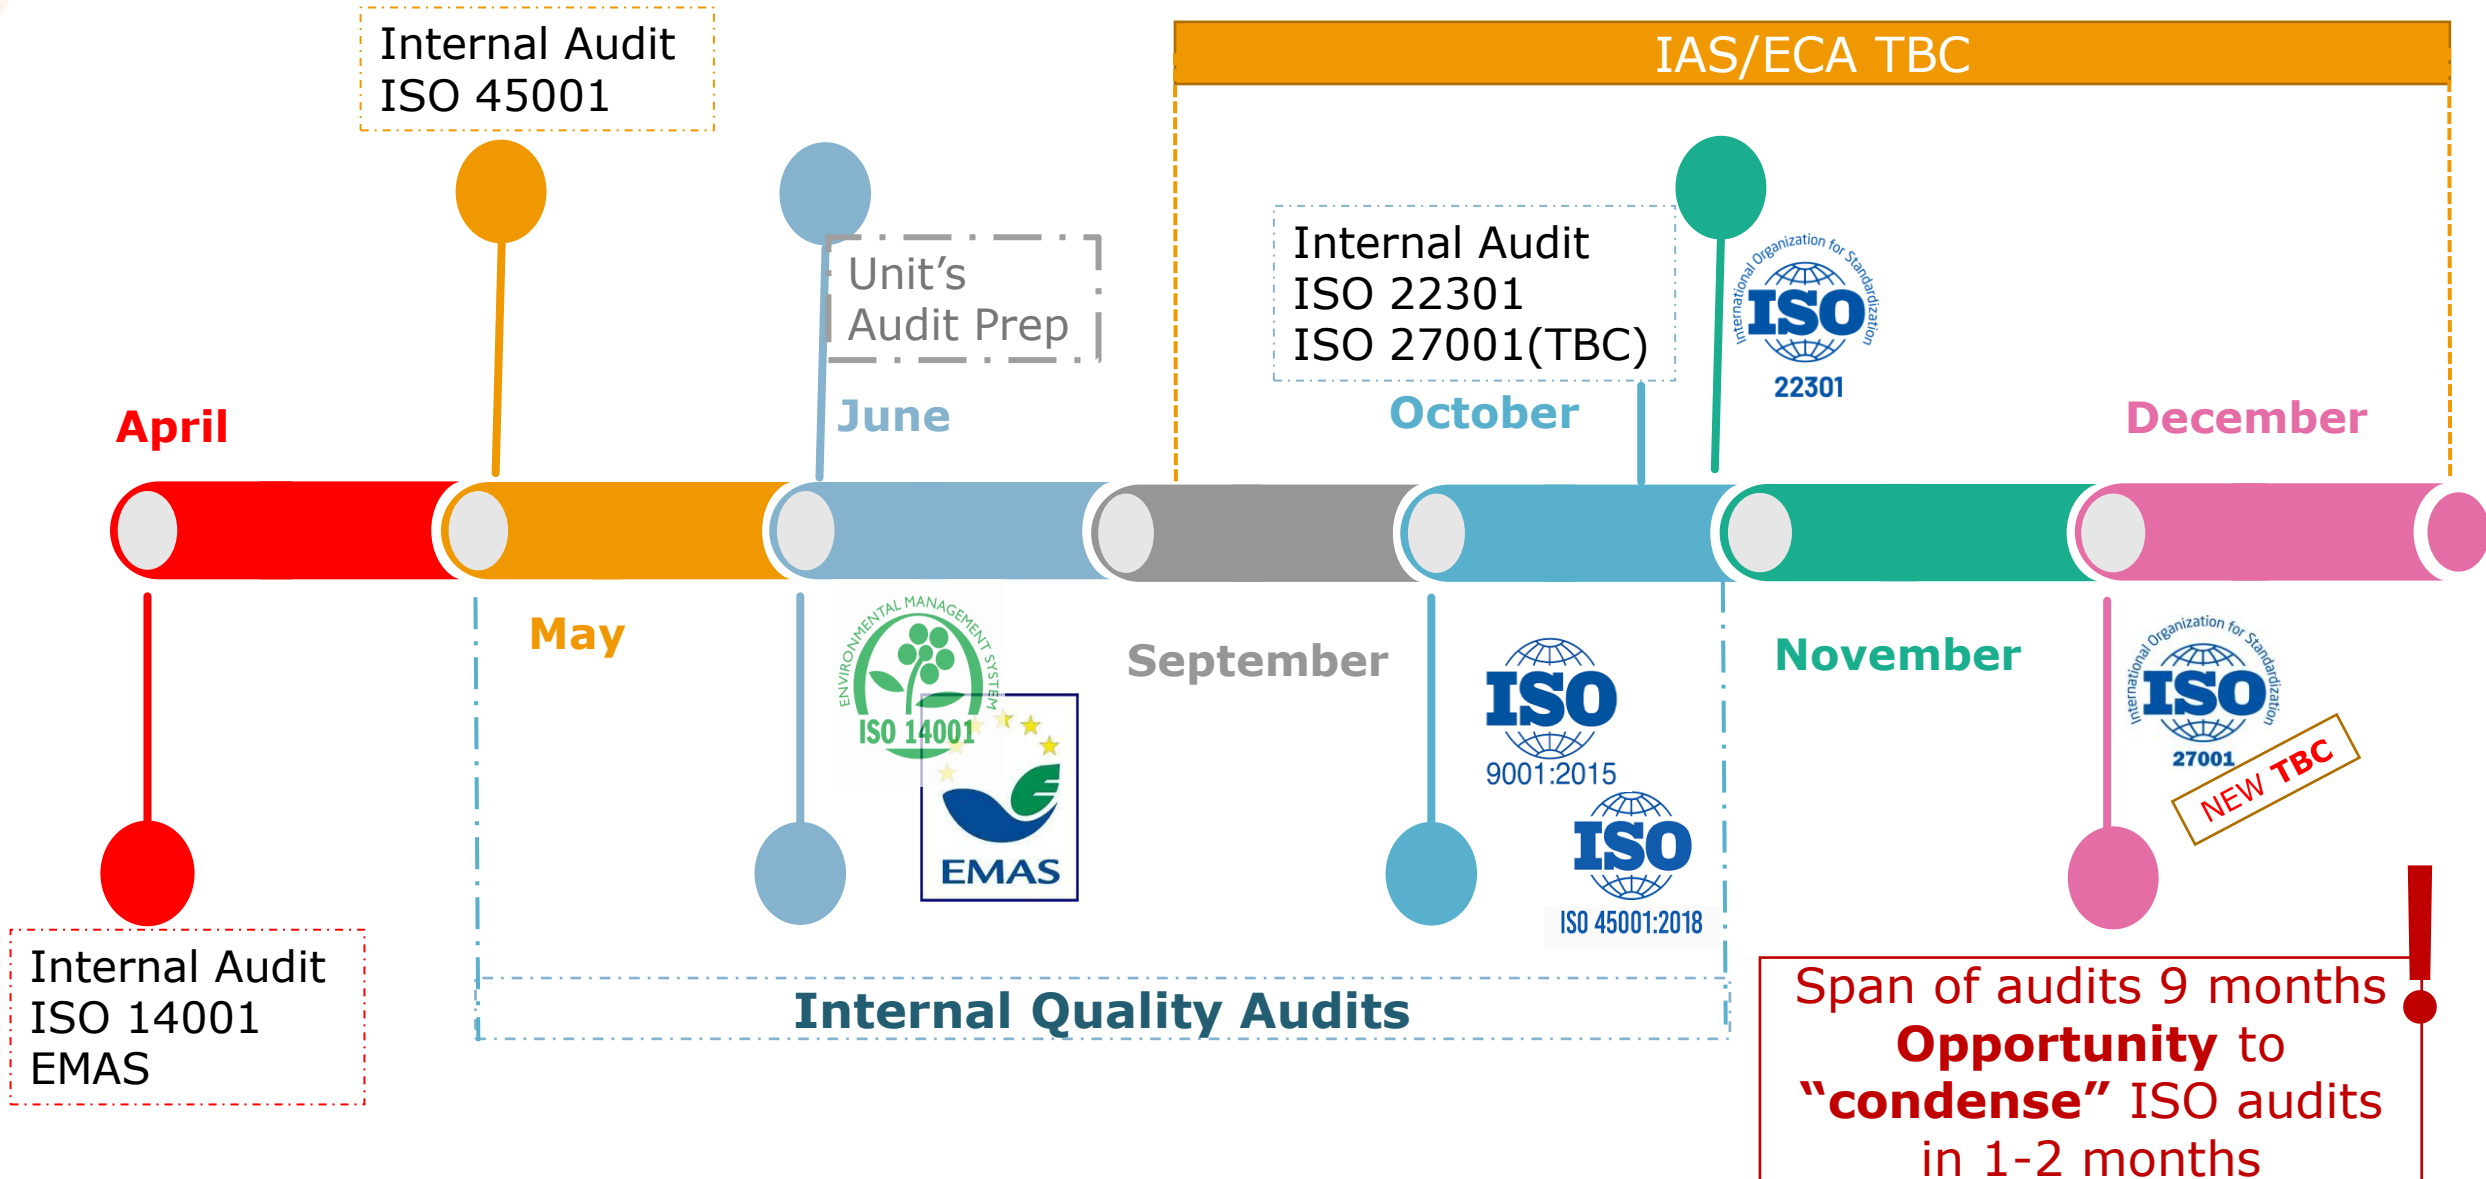 Internal Audit
ISO 45001
IAS/ECA TBC
Unit’s
Audit Prep
Internal Audit
ISO 22301
ISO 27001(TBC)
International Organization for Standardization
ISO
22301
April
June
October
December
May
September
November
ENVIRONMENTAL MANAGEMENT SYSTEM
ISO 14001
EMAS
ISO
9001:2015
ISO
ISO 45001:2018
International Organization for Standardization
ISO
27001
NEW TBC
Internal Audit
ISO 14001
EMAS
Internal Quality Audits
Span of audits 9 months
Opportunity to
“condense” ISO audits
in 1-2 months
!